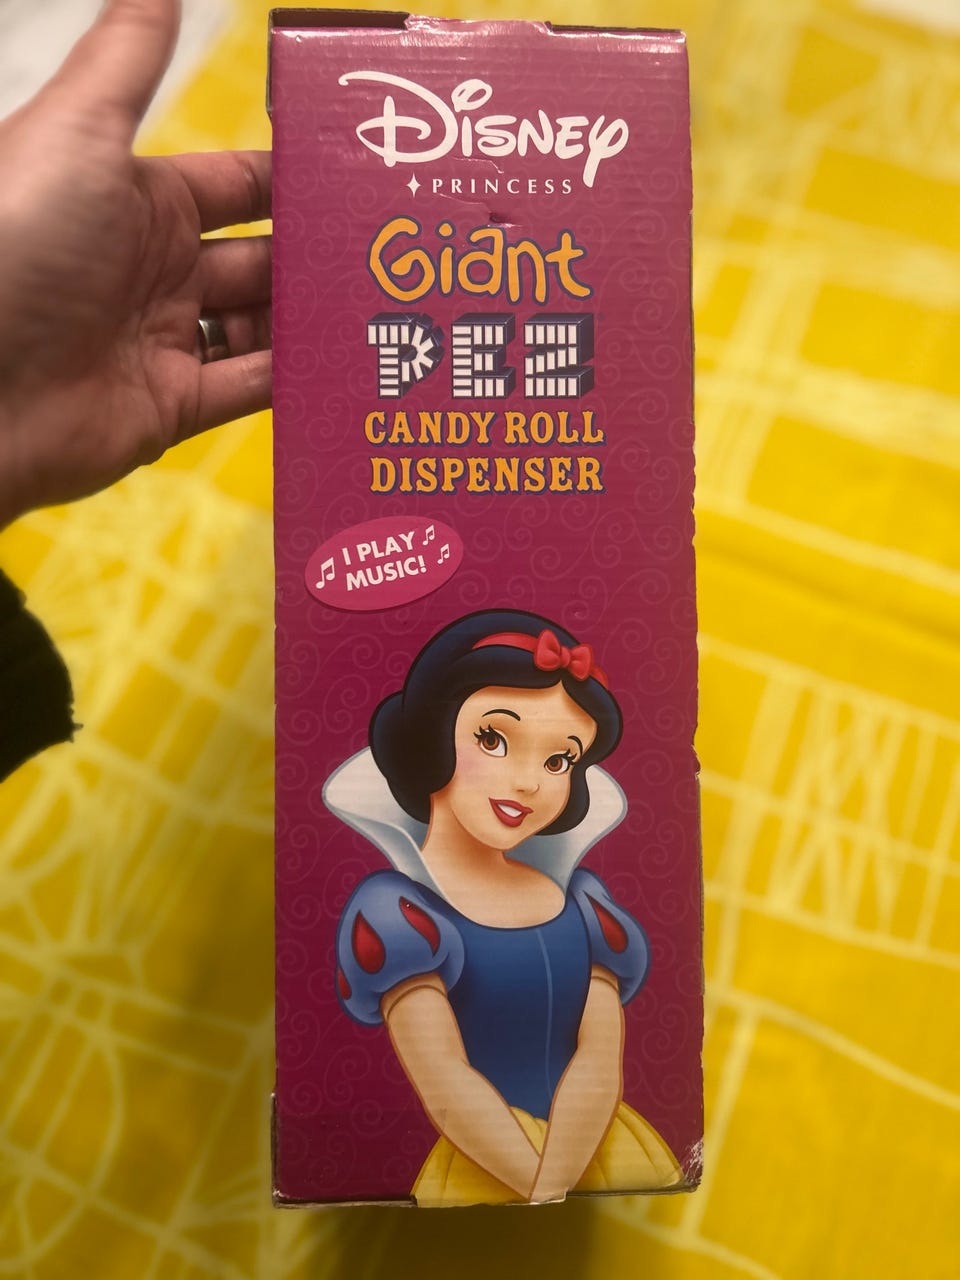 Disney
PRINCESS
Giant
PEZ
CANDY ROLL
DISPENSER
I PLAY
MUSIC!